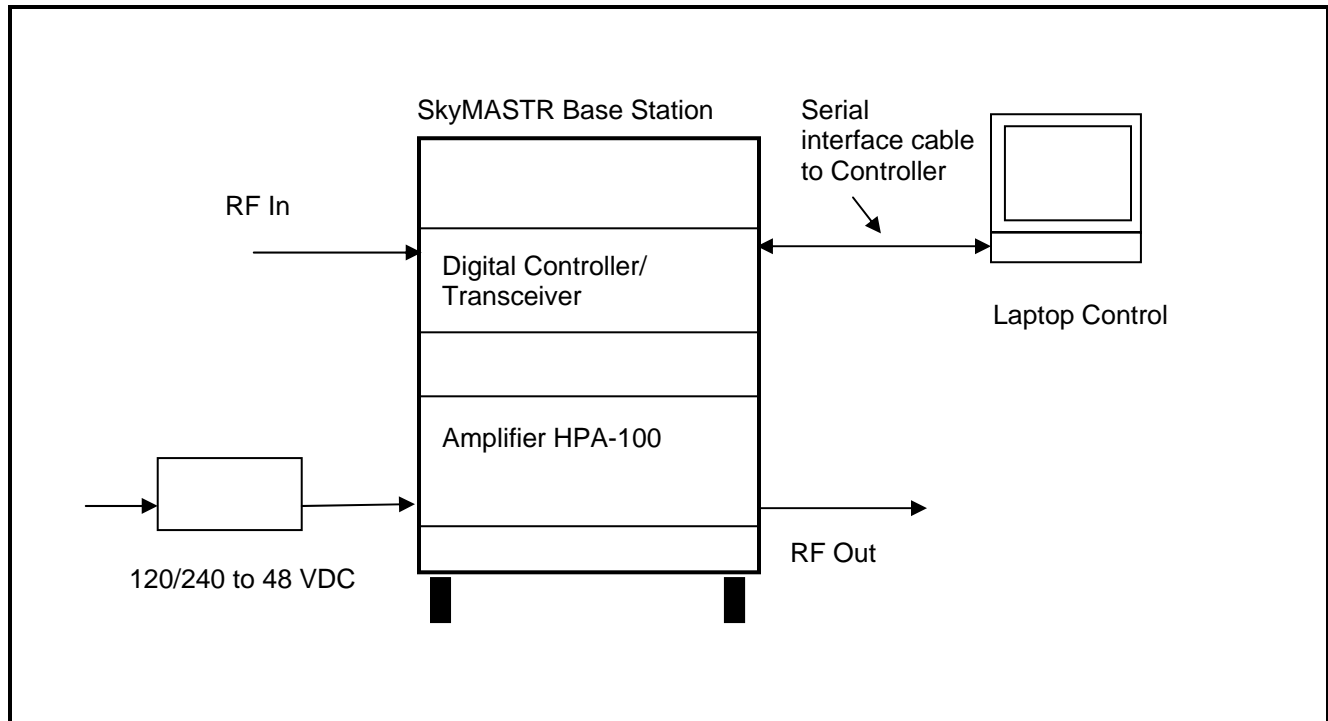 SkyMASTR Base Station
Serial
interface cable
to Controller
RF In
Digital Controller/
Transceiver
Laptop Control
Amplifier HPA-100
RF Out
120/240 to 48 VDC